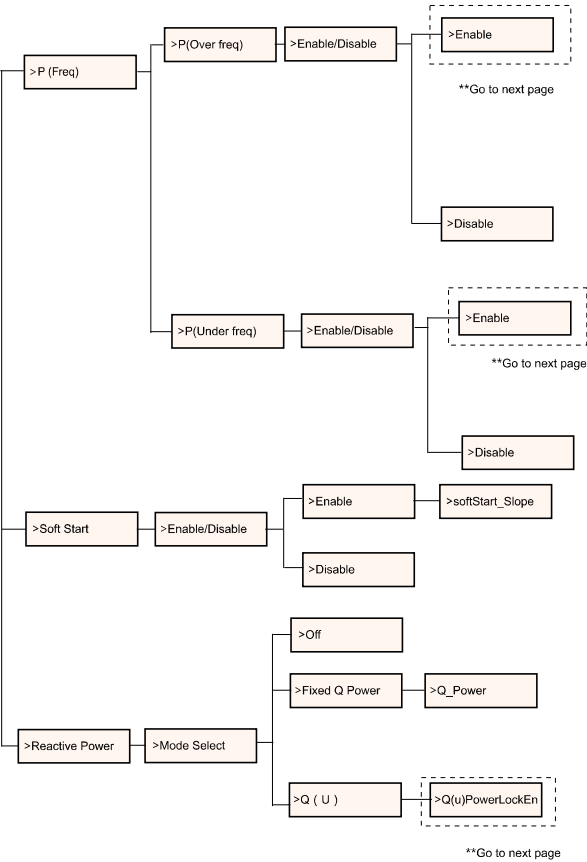 >P (Freq)
>P(Over freq)
>Enable/Disable
>Enable
**Go to next page
>Disable
>P(Under freq)
>Enable/Disable
>Enable
**Go to next page
>Disable
>Soft Start
>Enable/Disable
>Enable
>softStart_Slope
>Disable
>Reactive Power
>Mode Select
>Off
>Fixed Q Power
>Q_Power
>Q ( U )
>Q(u)PowerLockEn
**Go to next page